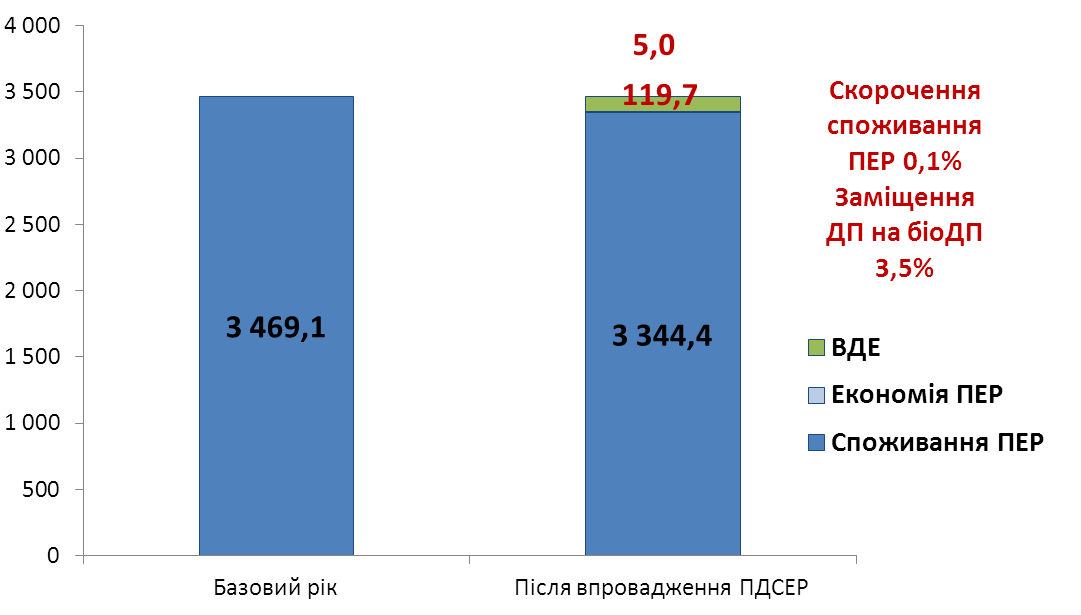 4 000
3 500
3 000
2 500
2 000
1 500
1 000
500
0
3 469,1
5,0
119,7
3 344,4
Базовий рік
Після впровадження ПДСЕР
Скорочення
споживання
ПЕР 0,1%
Заміщення
ДП на біоДП
3,5%
ВДЕ
Економія ПЕР
Споживання ПЕР